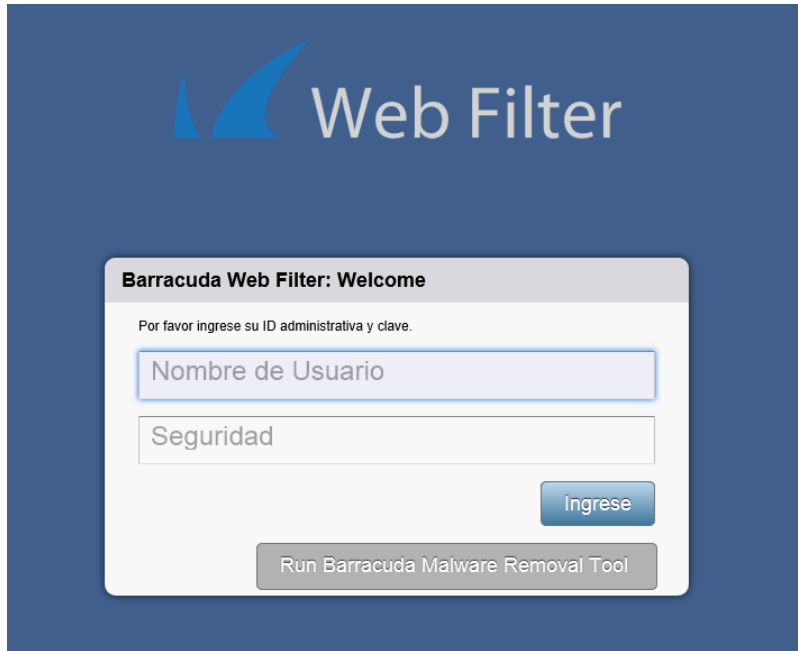 Web Filter
Barracuda Web Filter: Welcome
Por favor ingrese su ID administrativa y clave.
Nombre de Usuario
Seguridad
Ingrese
Run Barracuda Malware Removal Tool